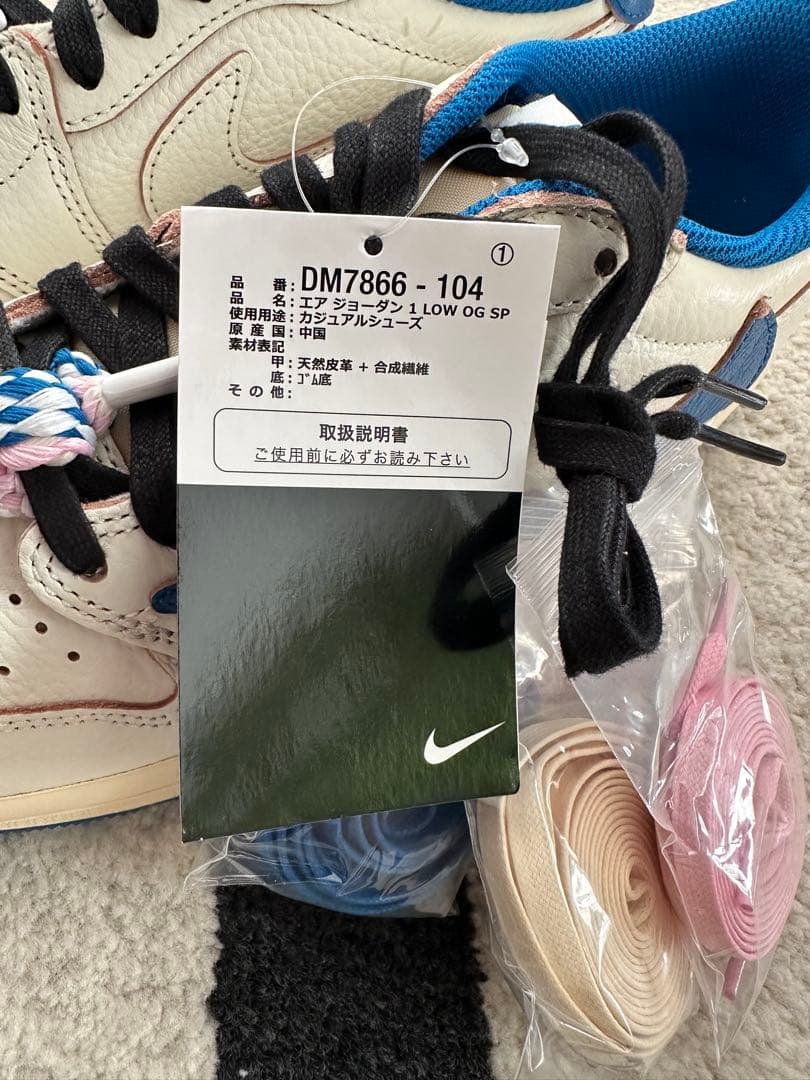 ①
品 番：DM7866 - 104
品 名：エア ジョーダン 1 LOW OG SP
使用用途：カジュアルシューズ
原 産 国：中国
素材表記
甲：天然皮革 + 合成繊維
底：ｺﾞﾑ底
そ の 他：
取扱説明書
ご使用前に必ずお読み下さい